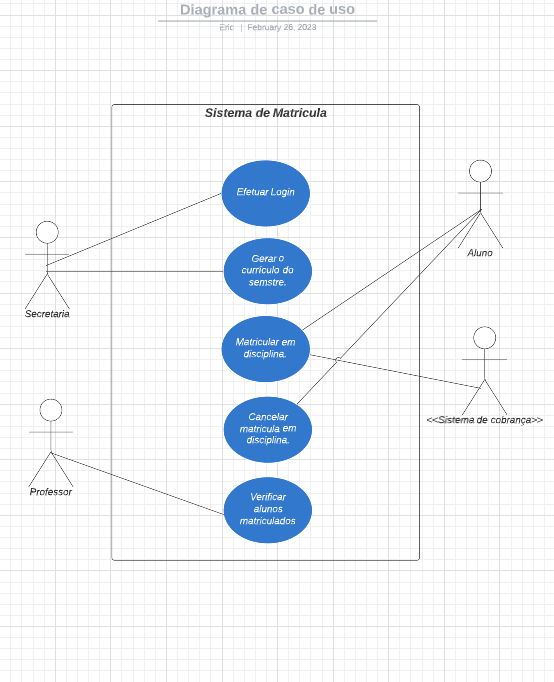 Diagrama de caso de uso
Eric | February 26, 2023
Sistema de Matricula
Efetuar Login
Aluno
Gerar o
currículo do
semstre.
Secretaria
Matricular em
disciplina.
<<Sistema de cobrança>>
Cancelar
matricula em
disciplina.
Professor
Verificar
alunos
matriculados